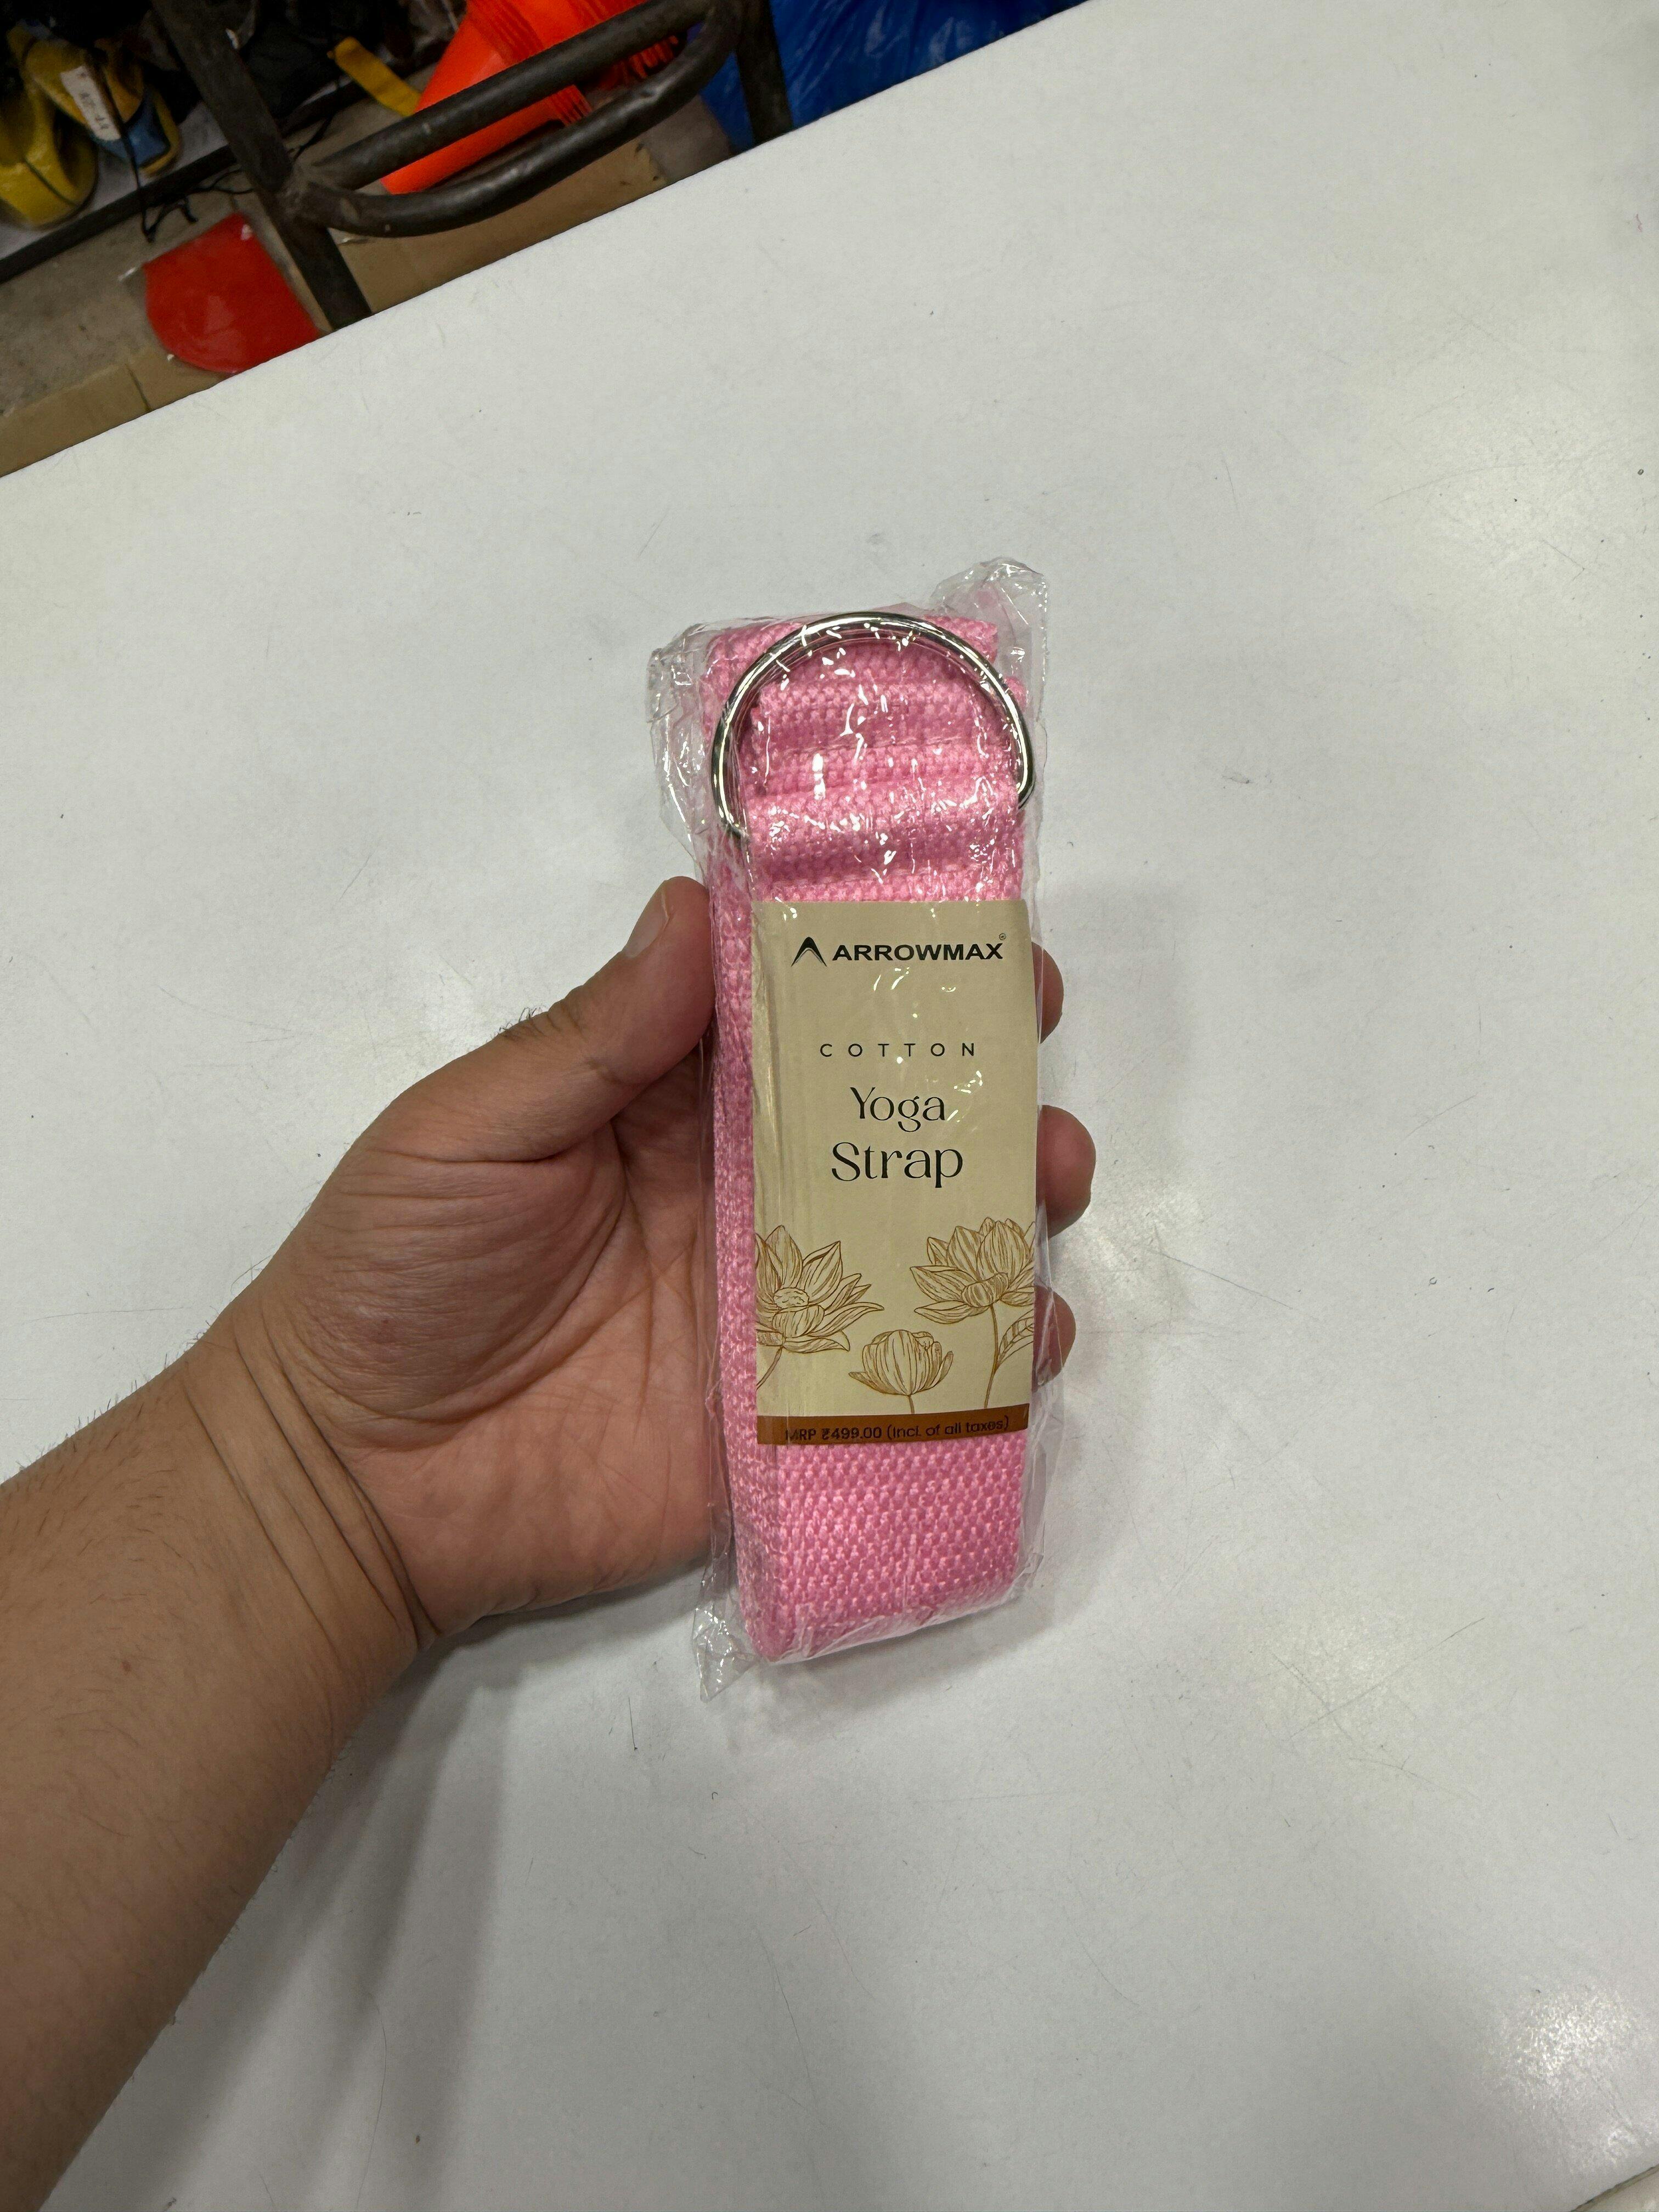 ARROWMAX®
COTTON
Yoga
Strap
MRP ₹499.00 (Incl. of all taxes)